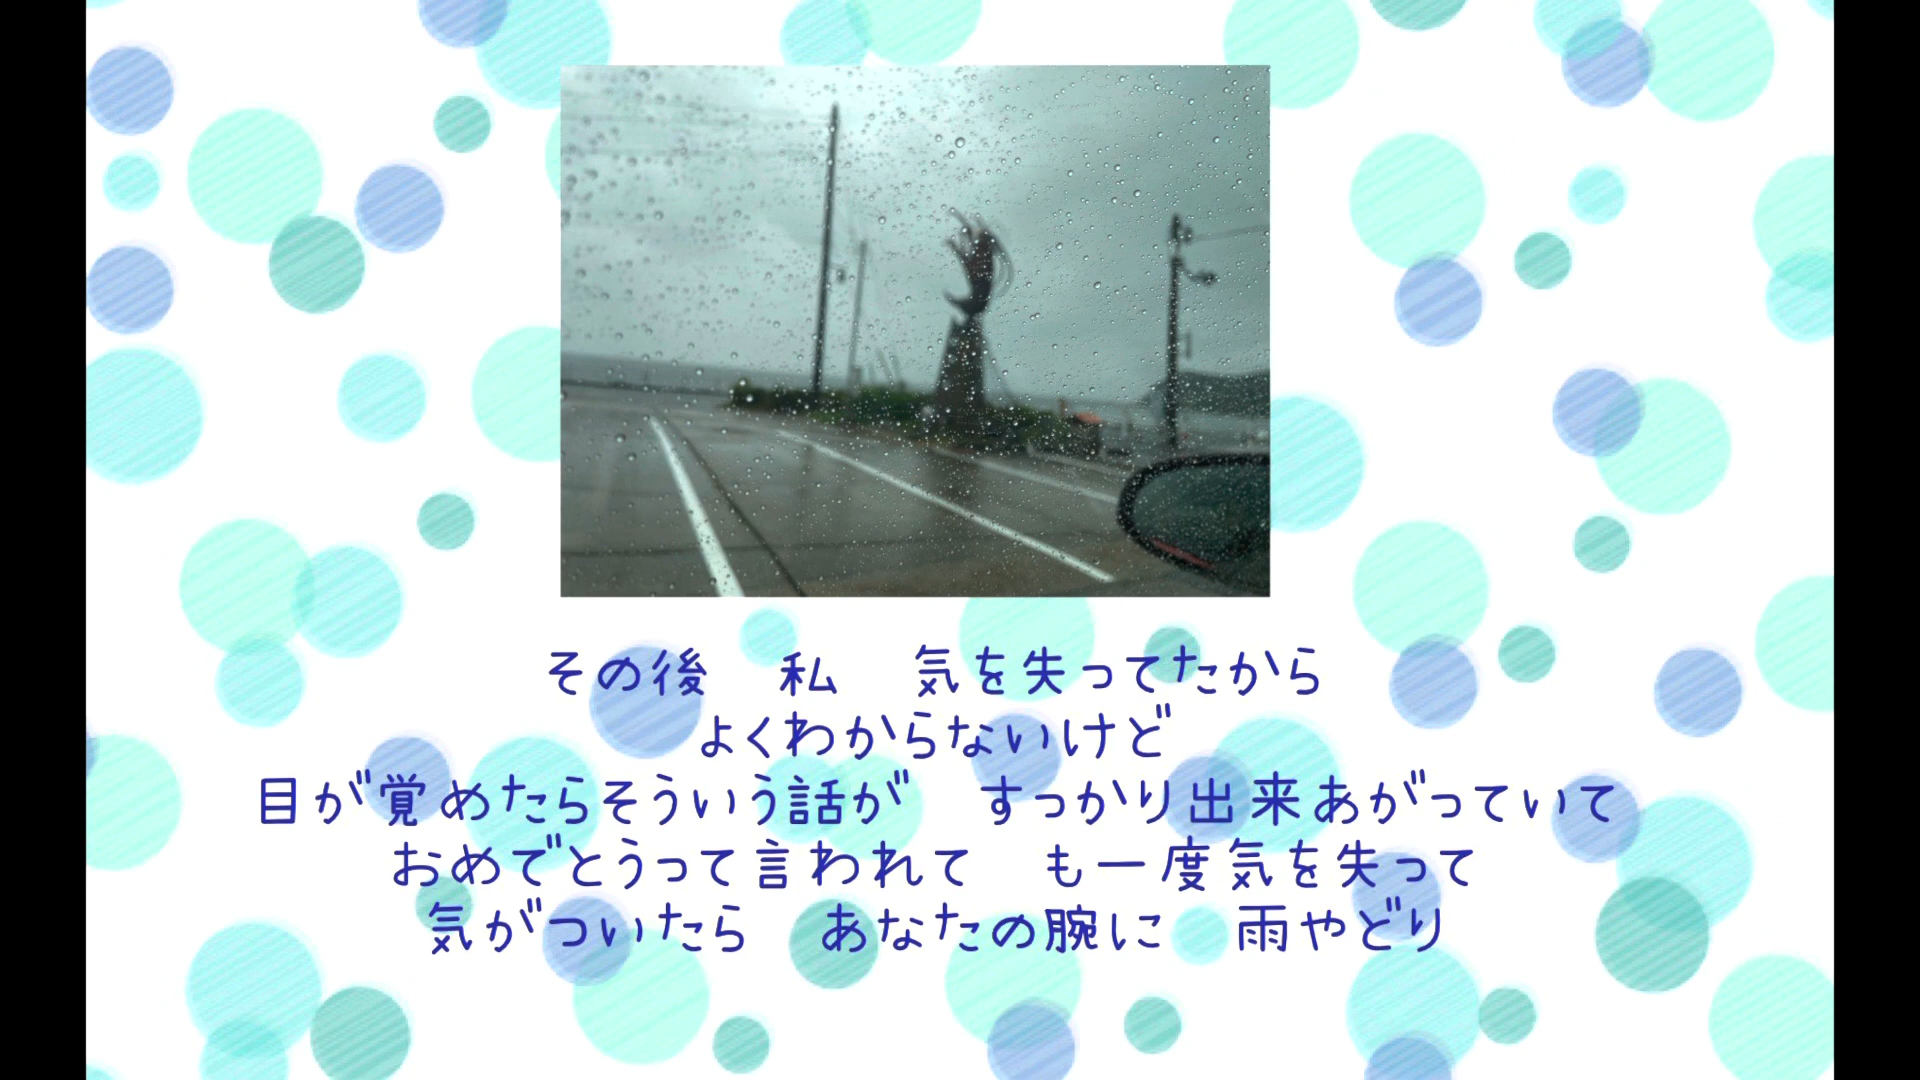 その後　私　気を失ってたから
よくわからないけど
目が覚めたらそういう話が　すっかり出来あがっていて
おめでとうって言われて　も一度気を失って
気がついたら　あなたの腕に　雨やどり